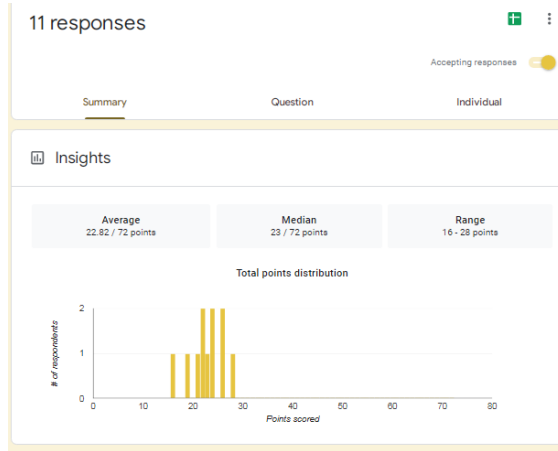 11 responses
Accepting responses
Summary Question Individual
Insights
Average Median Range
22.82 / 72 points 23 / 72 points 16 - 28 points
Total points distribution
# of respondents
2
1
0
0 10 20 30 40 50 60 70 80
Points scored